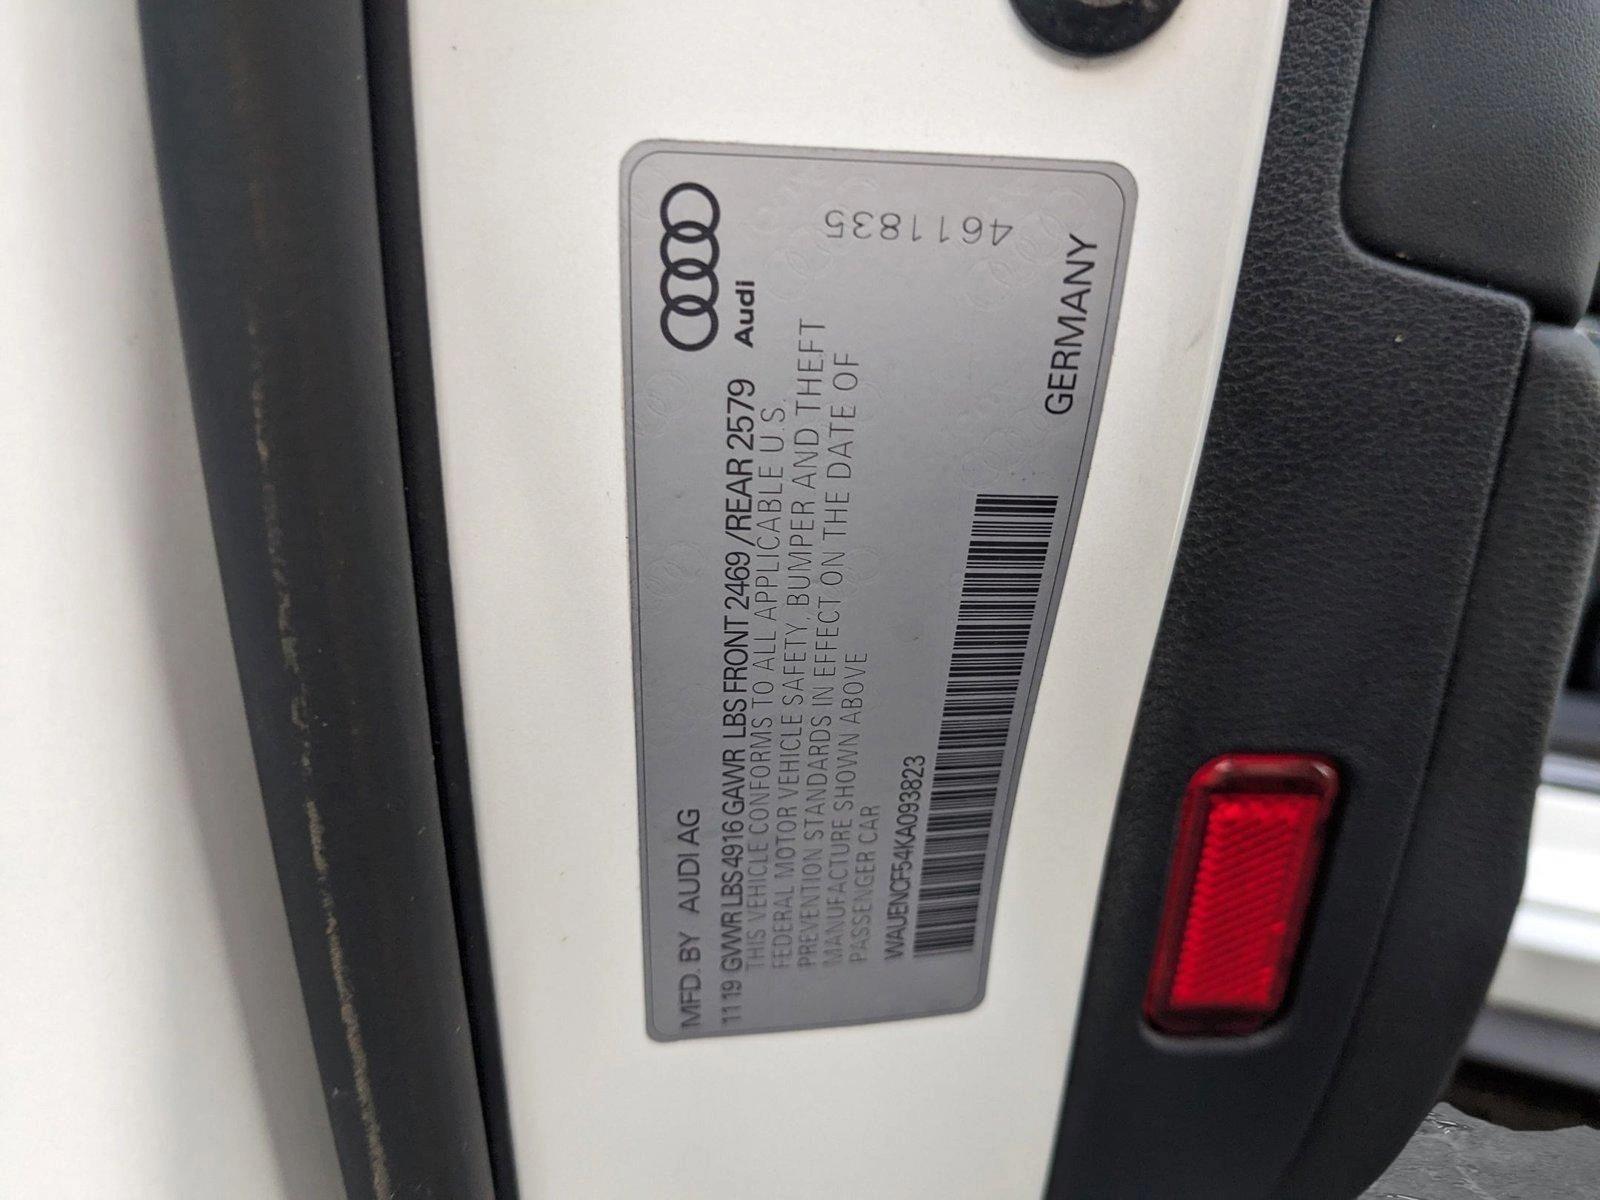 Audi
MFD. BY AUDI AG
11 19 GVWR LBS 4916 GAWR LBS FRONT 2469 /REAR 2579
THIS VEHICLE CONFORMS TO ALL APPLICABLE U.S.
FEDERAL MOTOR VEHICLE SAFETY, BUMPER AND THEFT
PREVENTION STANDARDS IN EFFECT ON THE DATE OF
MANUFACTURE SHOWN ABOVE
PASSENGER CAR
WAUENCF54KA093823
GERMANY
4611835